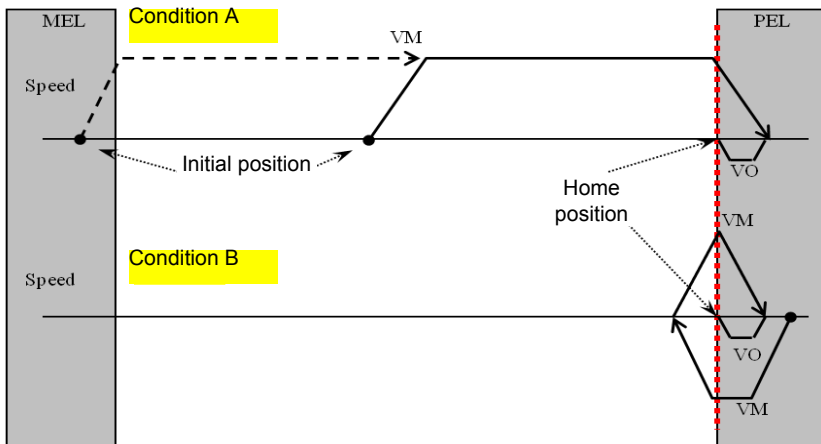 MEL
Condition A
PEL
VM
Speed
Initial position
VO
Home
position
VM
Condition B
Speed
VO
VM